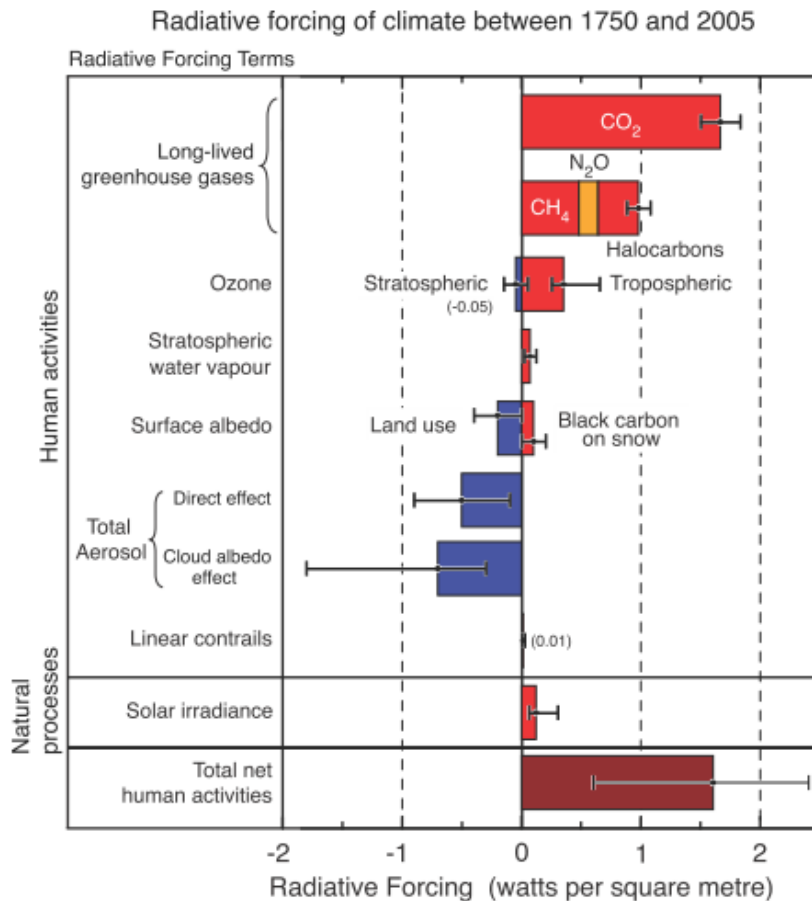 Radiative forcing of climate between 1750 and 2005
Radiative Forcing Terms
Human activities
Long-lived
greenhouse gases
CO₂
N₂O
CH₄
Halocarbons
Ozone
Stratospheric
(-0.05)
Tropospheric
Stratospheric
water vapour
Surface albedo
Land use
Black carbon
on snow
Total
Aerosol
Direct effect
Cloud albedo
effect
Linear contrails
(0.01)
Natural
processes
Solar irradiance
Total net
human activities
-2 -1 0 1 2
Radiative Forcing (watts per square metre)